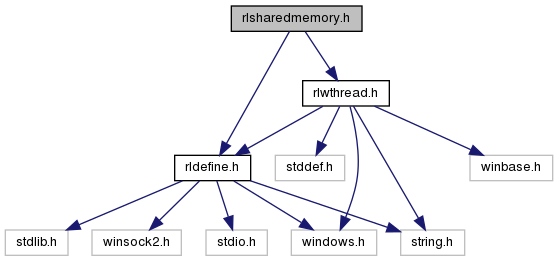 rlsharedmemory.h
rlwthread.h
rldefine.h
stddef.h
winbase.h
stdlib.h
winsock2.h
stdio.h
windows.h
string.h